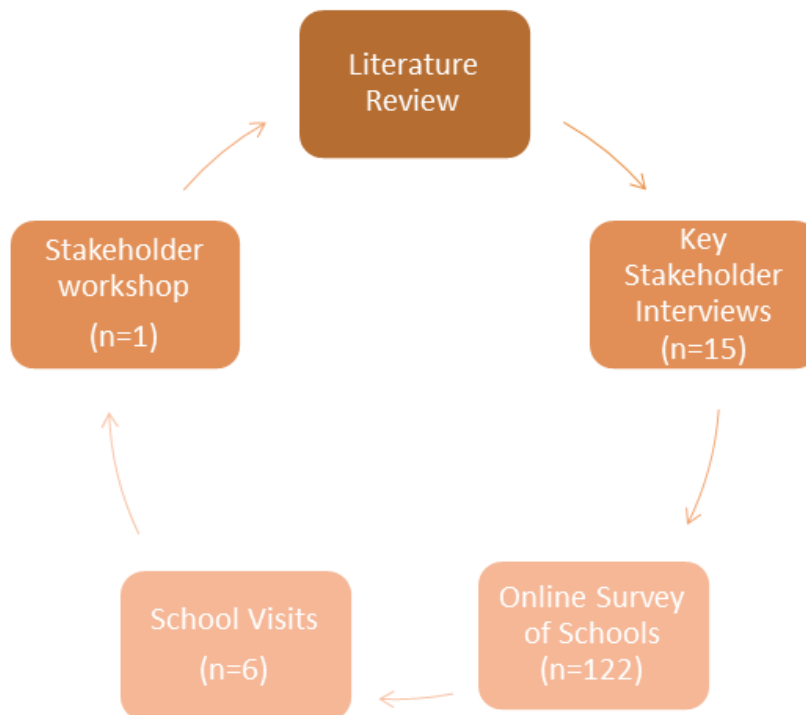 Literature
Review
Key
Stakeholder
Interviews
(n=15)
Online Survey
of Schools
(n=122)
School Visits
(n=6)
Stakeholder
workshop
(n=1)